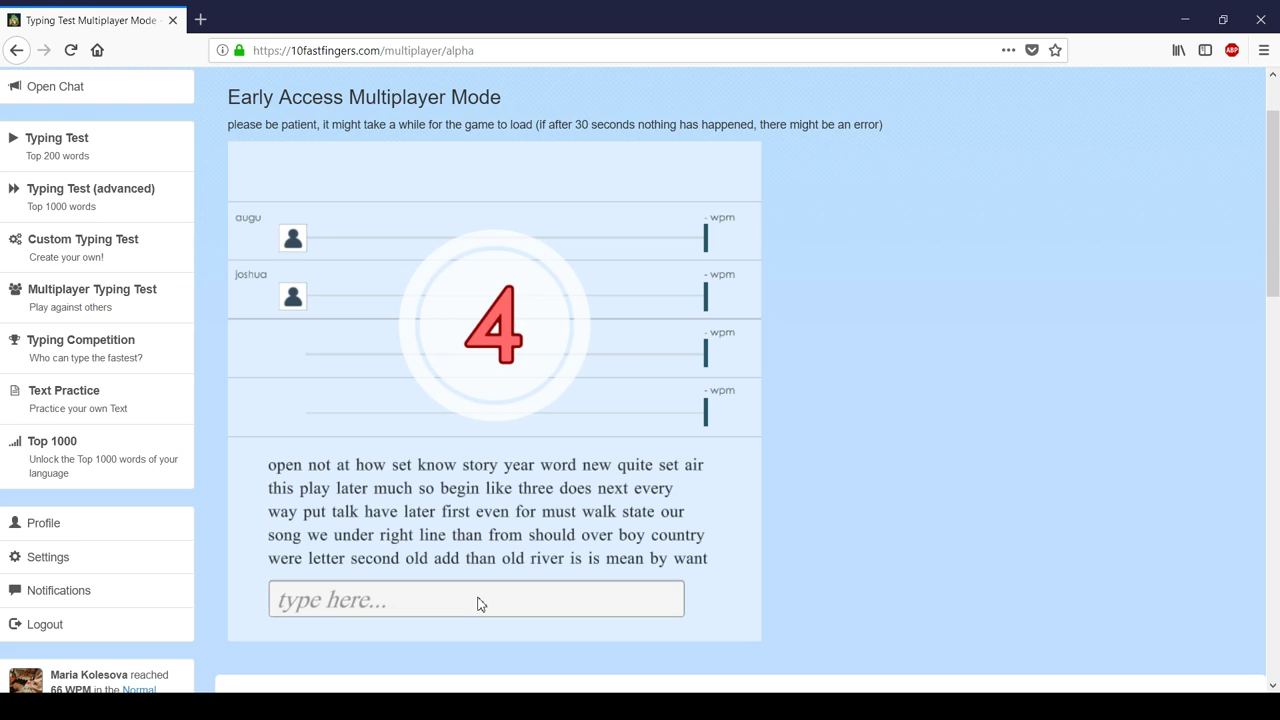 Typing Test Multiplayer Mode -
https://10fastfingers.com/multiplayer/alpha
ABP
Open Chat
Typing Test
Top 200 words
Typing Test (advanced)
Top 1000 words
Custom Typing Test
Create your own!
Multiplayer Typing Test
Play against others
Typing Competition
Who can type the fastest?
Text Practice
Practice your own Text
Top 1000
Unlock the Top 1000 words of your
language
Profile
Settings
Notifications
Logout
Maria Kolesova reached
66 WPM in the Normal
Early Access Multiplayer Mode
please be patient, it might take a while for the game to load (if after 30 seconds nothing has happened, there might be an error)
augu
- wpm
joshua
- wpm
- wpm
- wpm
4
open not at how set know story year word new quite set air
this play later much so begin like three does next every
way put talk have later first even for must walk state our
song we under right line than from should over boy country
were letter second old add than old river is is mean by want
type here...